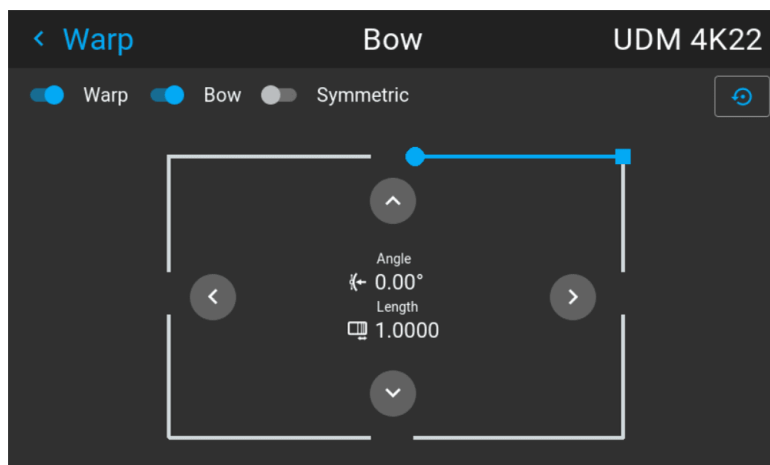 Warp Bow UDM 4K22
Warp Bow Symmetric
Angle
0.00°
Length
1.0000